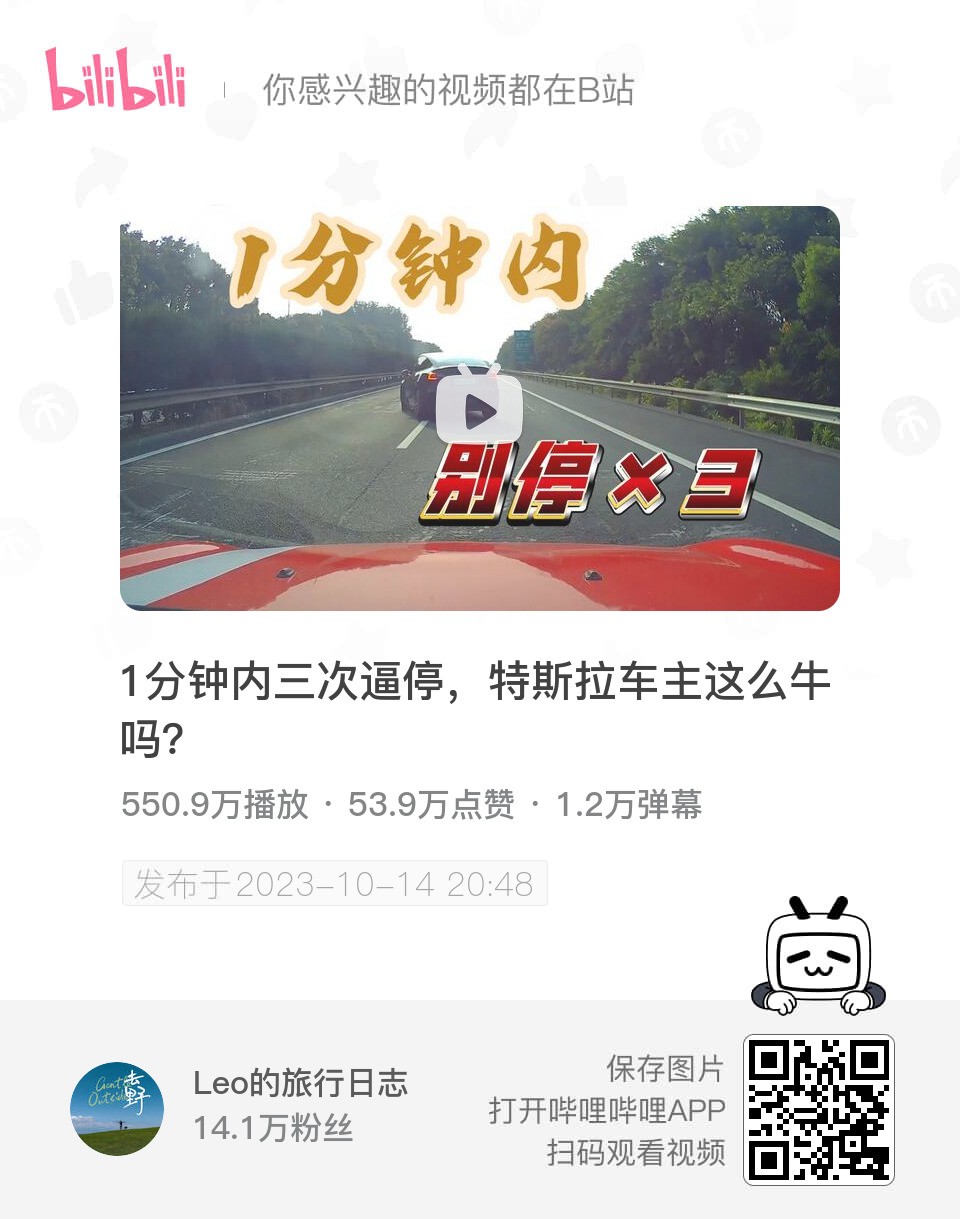 bilibili
你感兴趣的视频都在B站
1分钟内
别停×3
1分钟内三次逼停，特斯拉车主这么牛
吗?
550.9万播放 · 53.9万点赞 · 1.2万弹幕
发布于2023-10-14 20:48
Leo的旅行日志
14.1万粉丝
保存图片
打开哔哩哔哩APP
扫码观看视频
去野